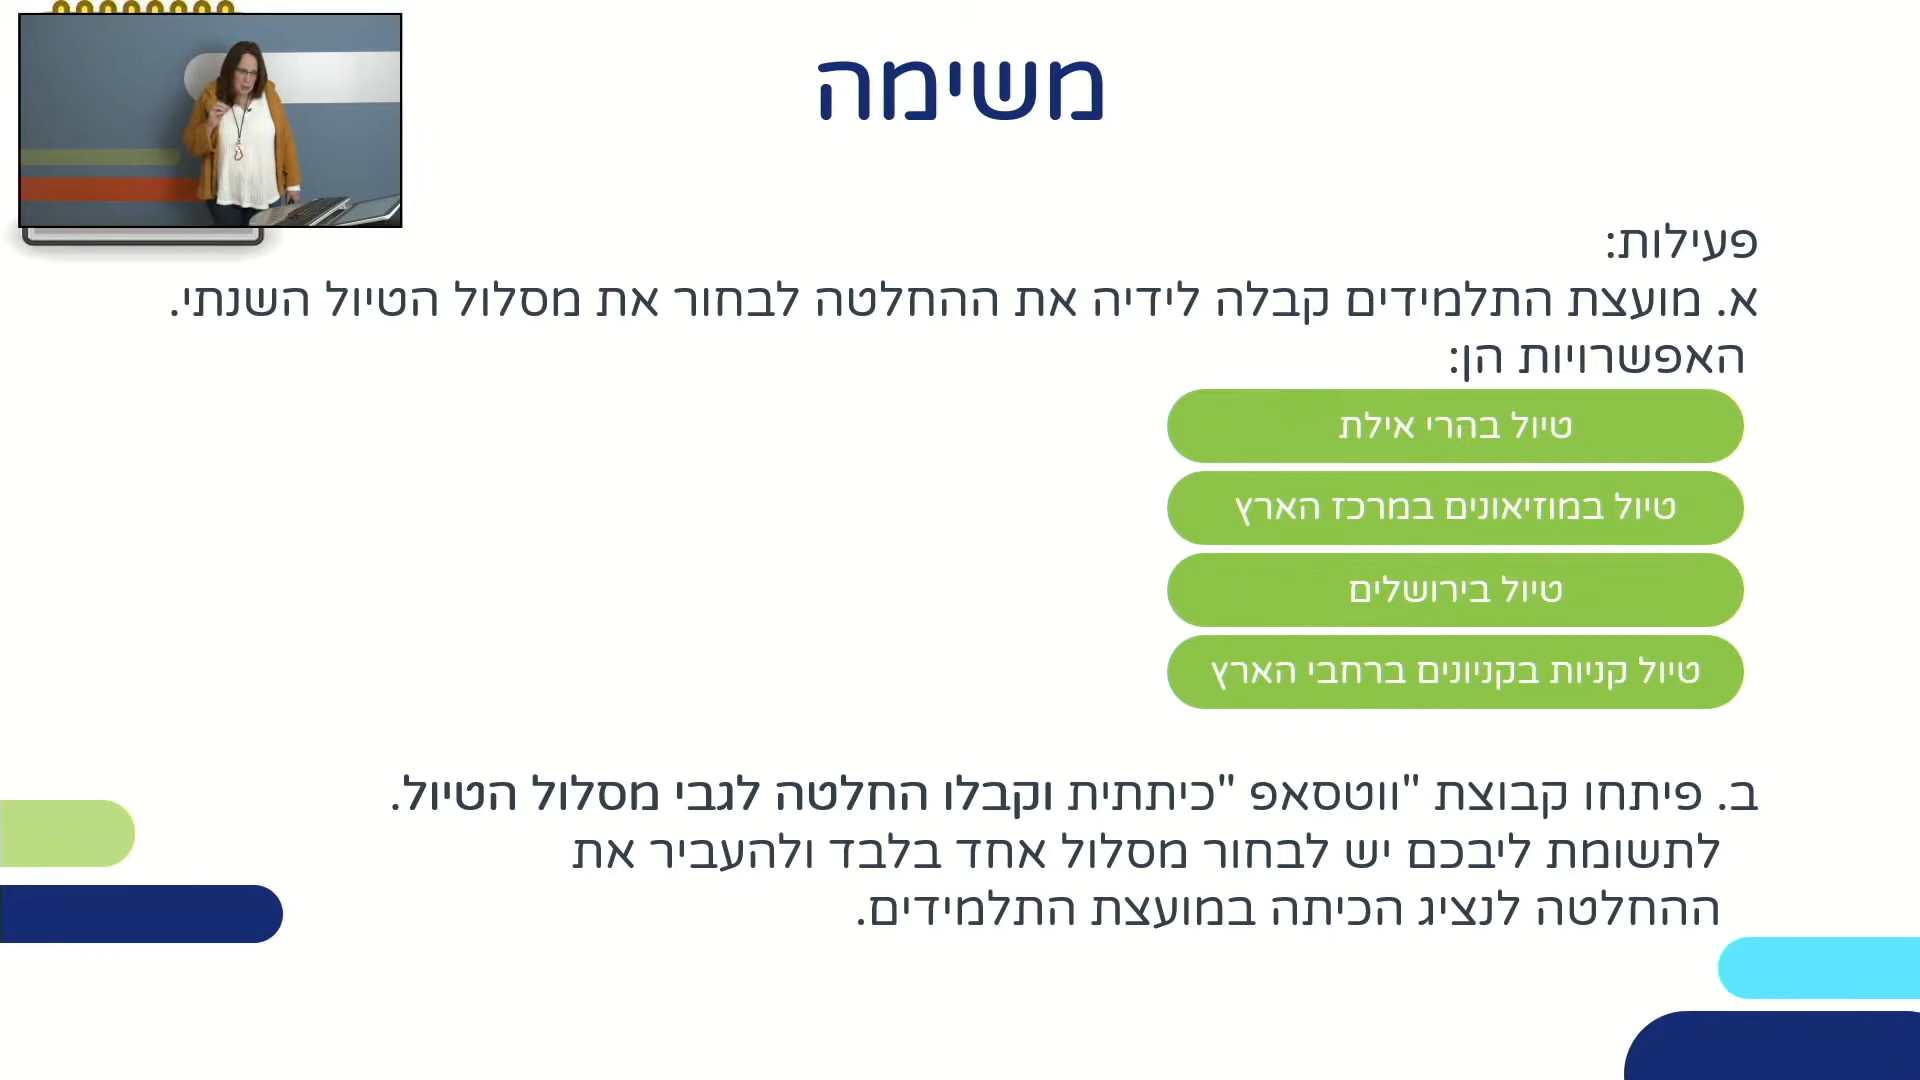 משימה
פעילות:
א. מועצת התלמידים קבלה לידיה את ההחלטה לבחור את מסלול הטיול השנתי.
האפשרויות הן:
טיול בהרי אילת
טיול במוזיאונים במרכז הארץ
טיול בירושלים
טיול קניות בקניונים ברחבי הארץ
ב. פיתחו קבוצת "ווטסאפ "כיתתית וקבלו החלטה לגבי מסלול הטיול.
לתשומת ליבכם יש לבחור מסלול אחד בלבד ולהעביר את
ההחלטה לנציג הכיתה במועצת התלמידים.